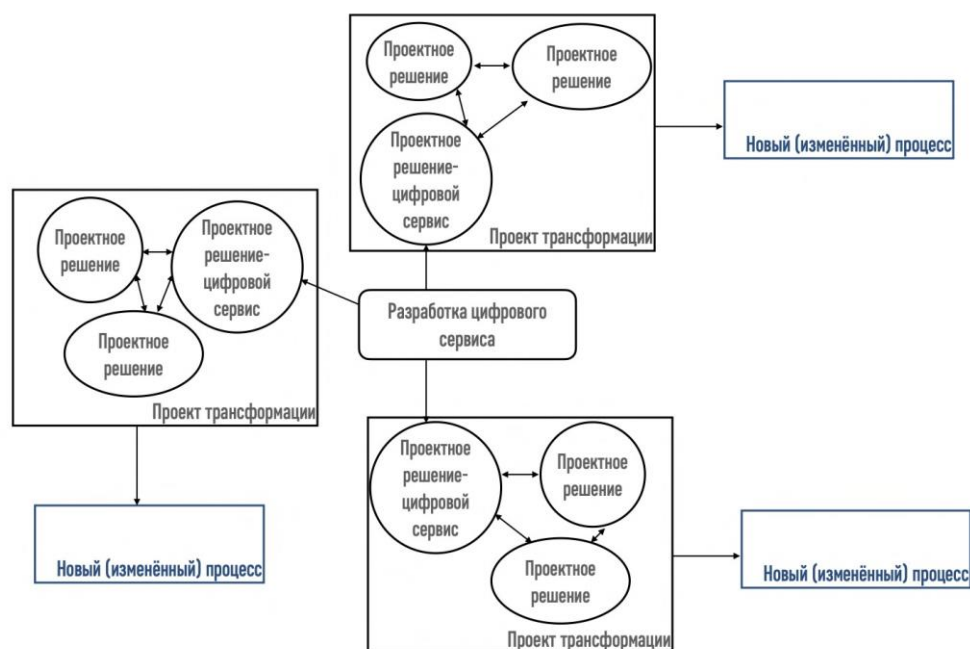 Проектное
решение
Проектное
решение
Проектное
решение-
цифровой
сервис
Проект трансформации
Новый (изменённый) процесс
Проектное
решение
Проектное
решение-
цифровой
сервис
Проектное
решение
Проект трансформации
Разработка цифрового
сервиса
Новый (изменённый) процесс
Проектное
решение-
цифровой
сервис
Проектное
решение
Проектное
решение
Проект трансформации
Новый (изменённый) процесс